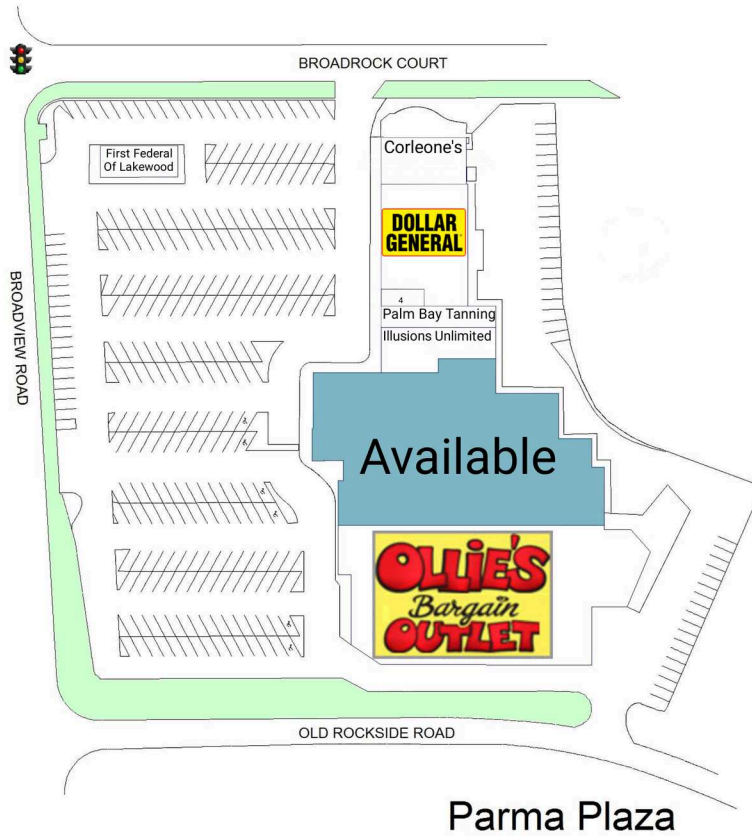 BROADROCK COURT
First Federal
Of Lakewood
Corleone's
DOLLAR
GENERAL
BROADVIEW ROAD
4
Palm Bay Tanning
Illusions Unlimited
Available
OLLIE'S
Bargain
OUTLET
OLD ROCKSIDE ROAD
Parma Plaza